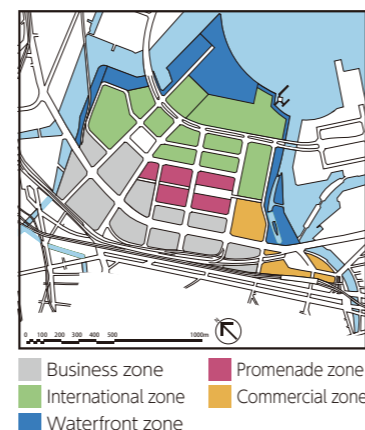 0 100 200 300 400 500 1000m
Business zone
Promenade zone
International zone
Commercial zone
Waterfront zone